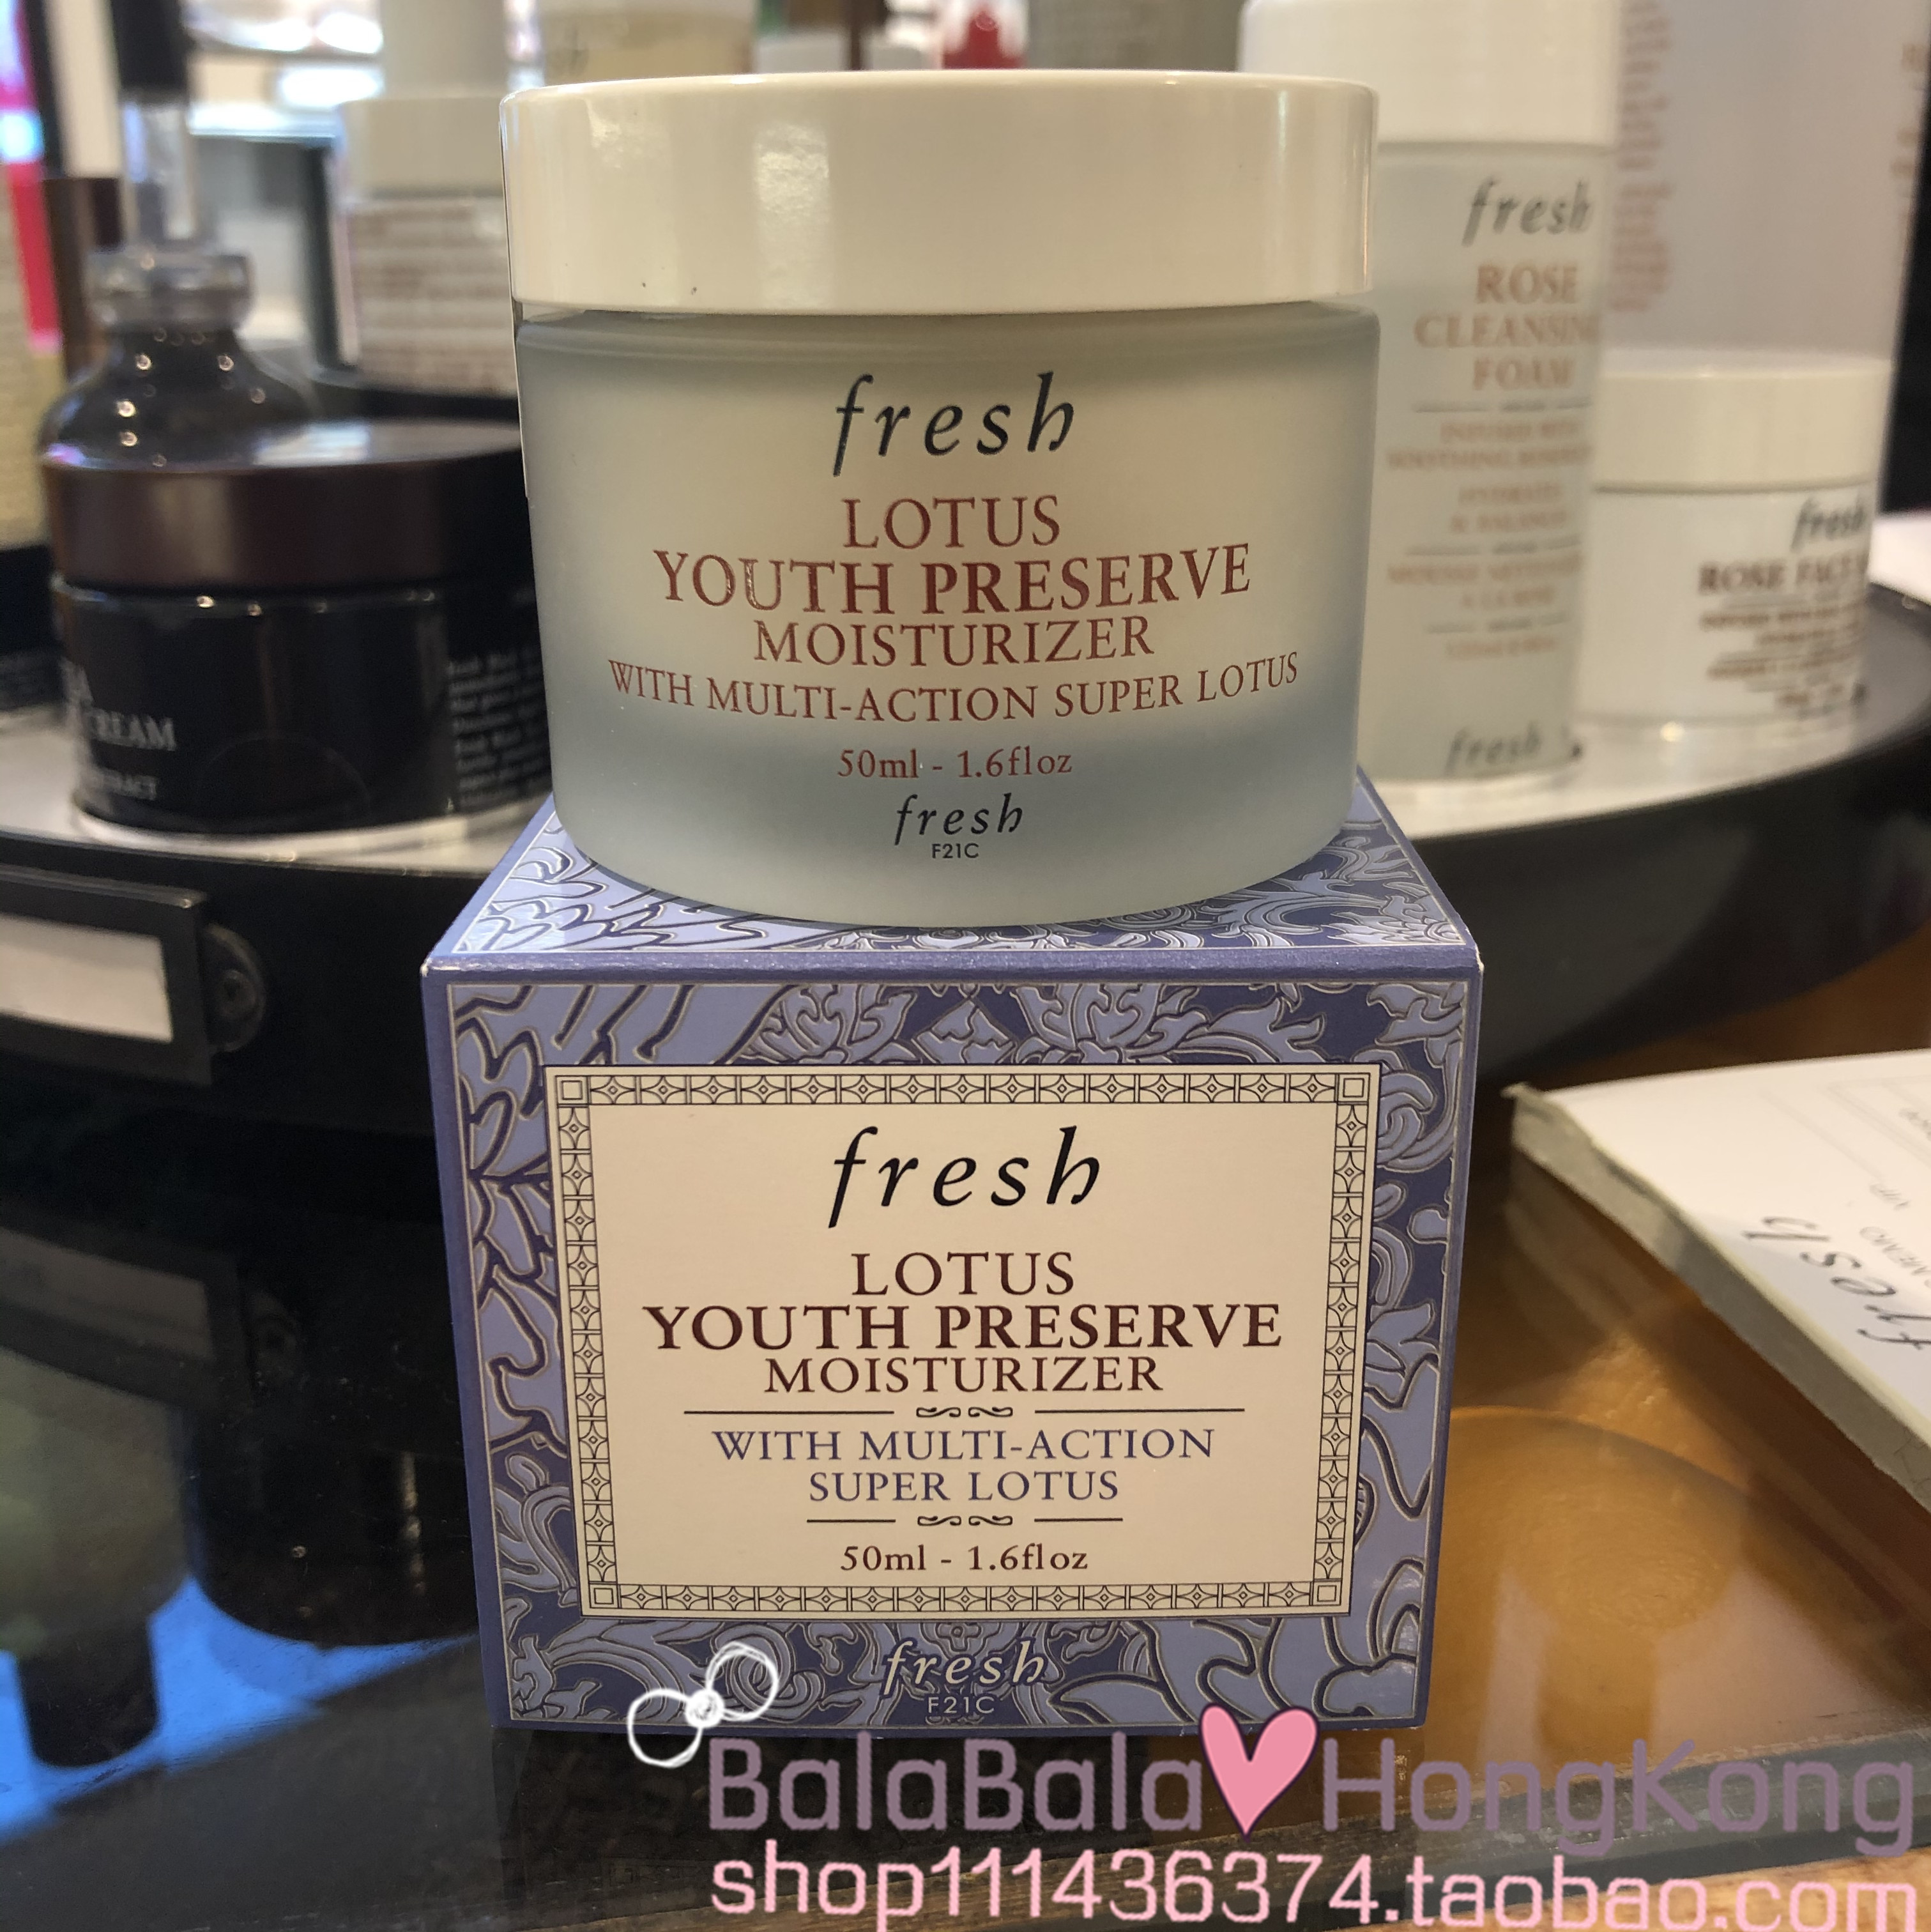 fresh
LOTUS
YOUTH PRESERVE
MOISTURIZER
WITH MULTI-ACTION SUPER LOTUS
50ml - 1.6floz
fresh
F21C
fresh
LOTUS
YOUTH PRESERVE
MOISTURIZER
WITH MULTI-ACTION
SUPER LOTUS
50ml - 1.6floz
fresh
F21C
fresh
ROSE
CLEANSING
FOAM
fresh
fresh
ROSE FACE
CREAM
fresh
BalaBala HongKong
shop111436374.taobao.com